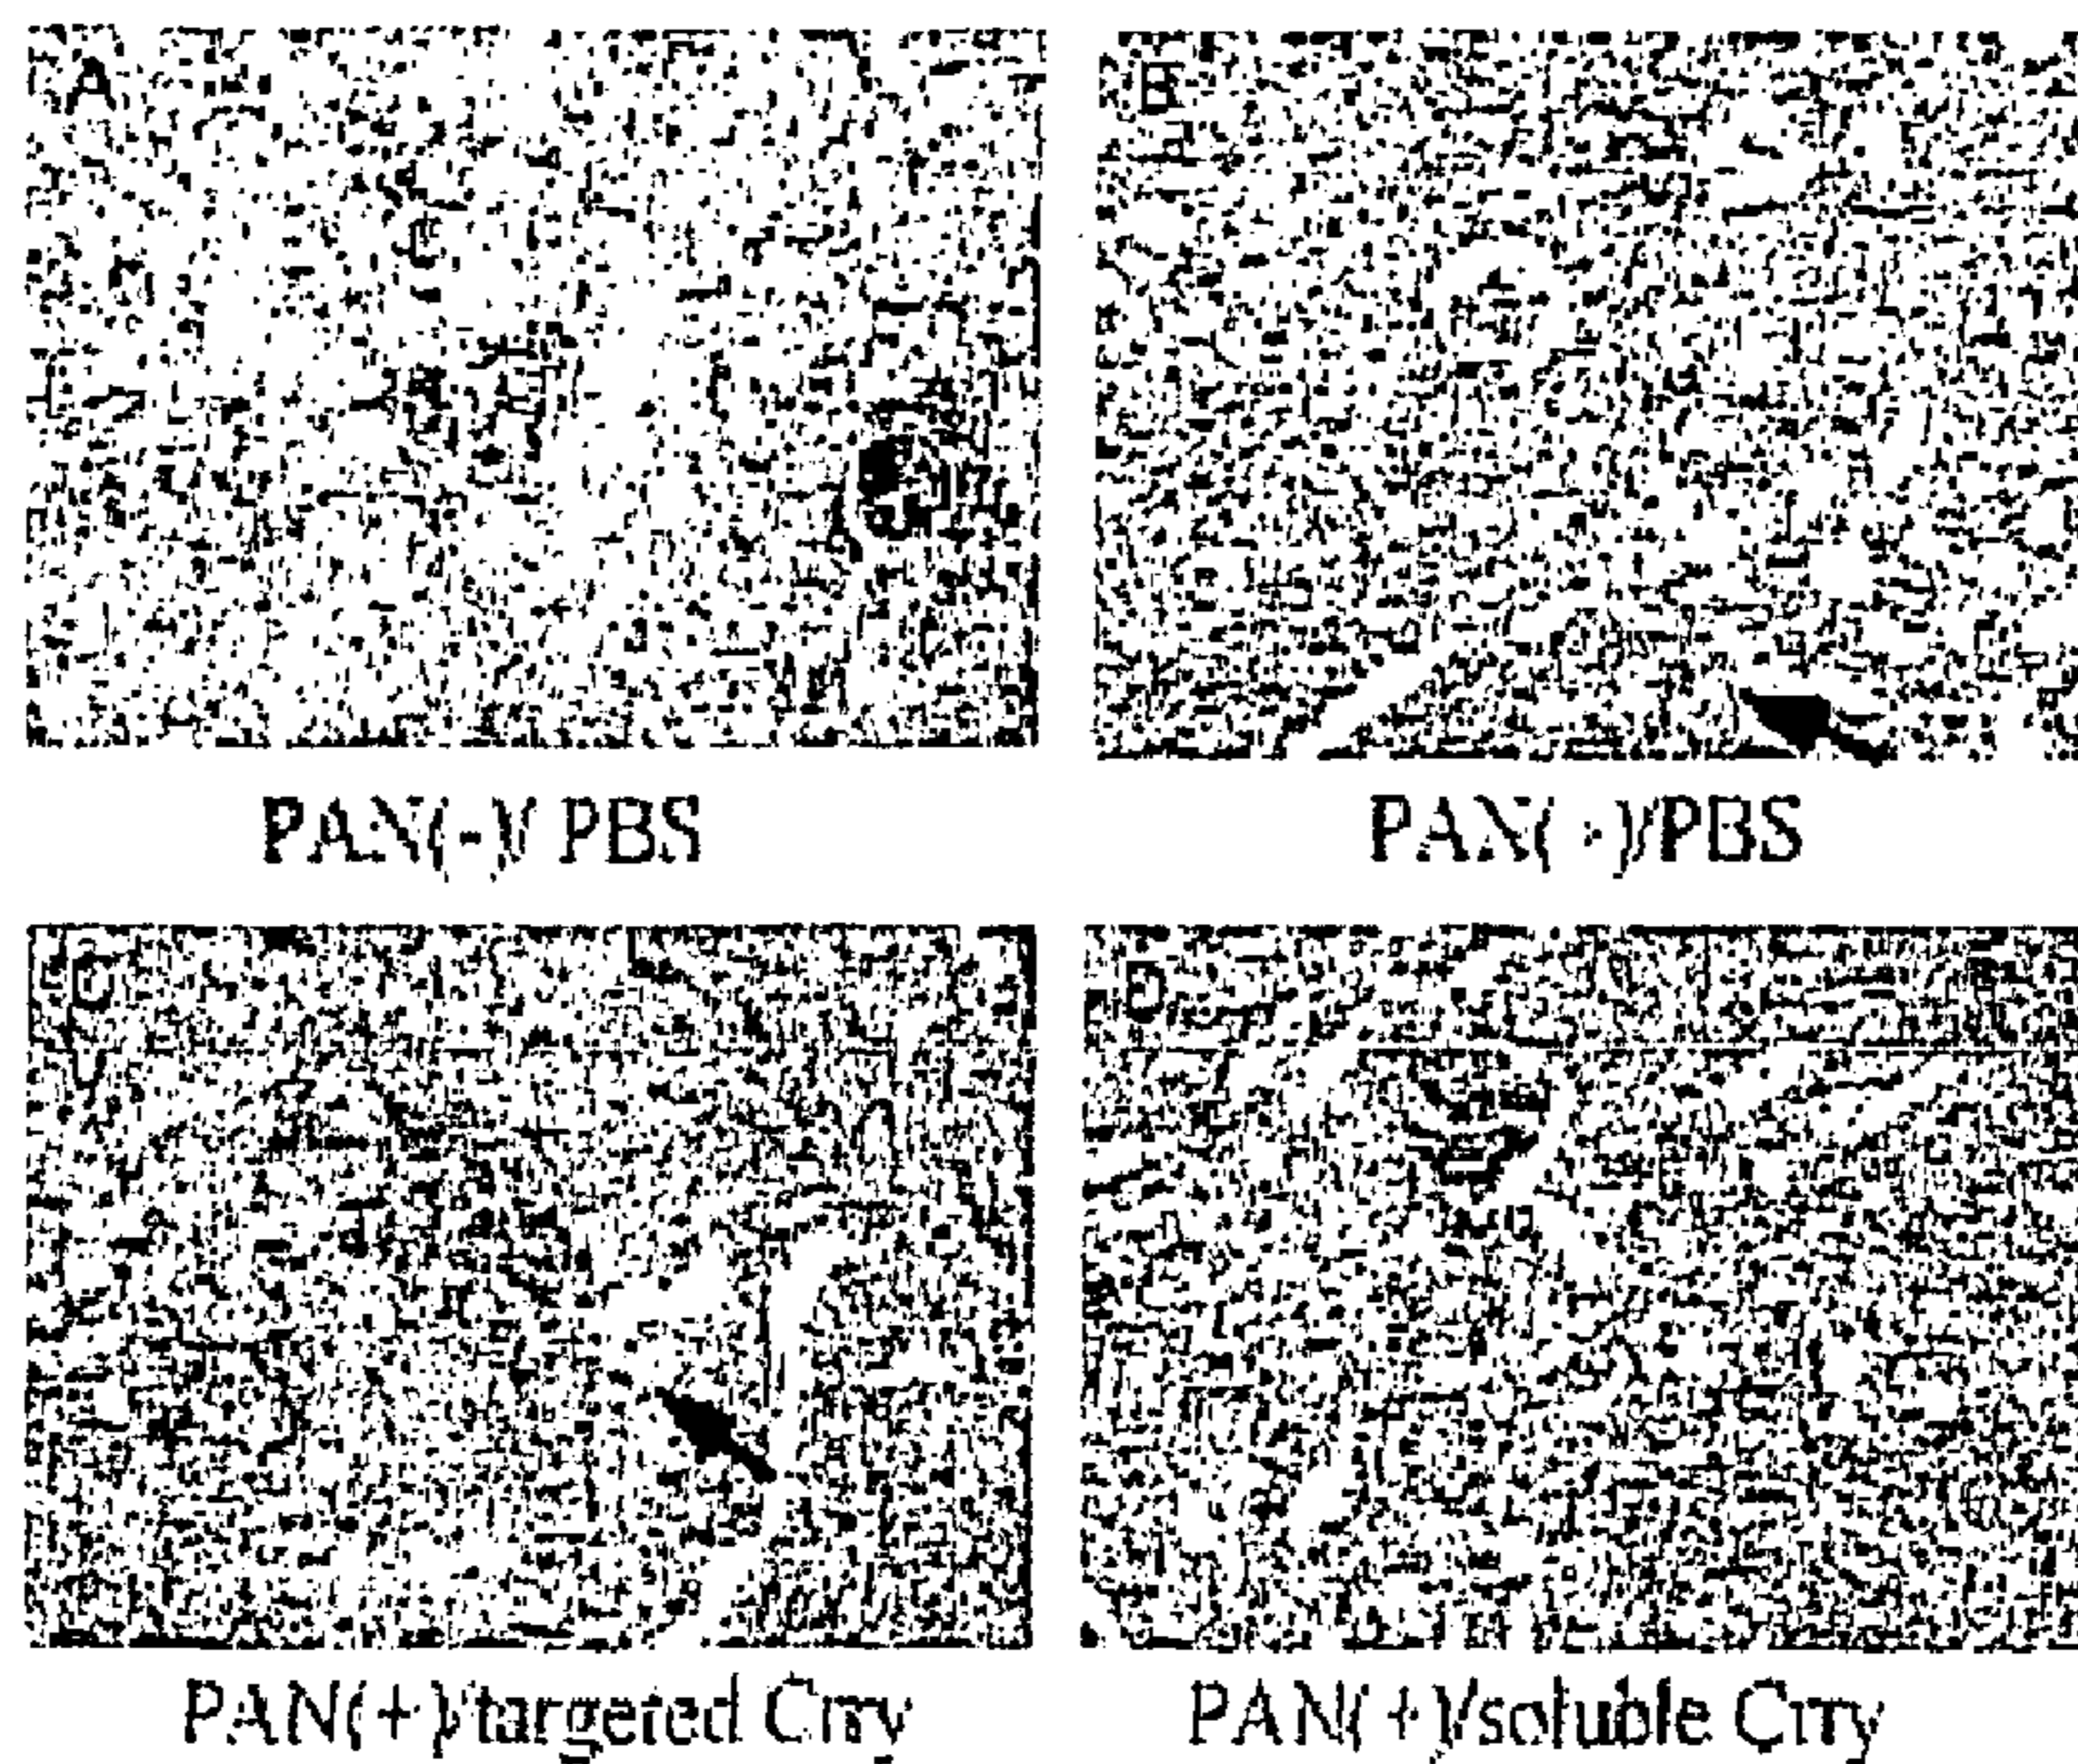 A
B
PAN(-)/ PBS
PAN(+)/PBS
C
D
PAN(+)/targeted Crry
PAN(+)/soluble Crry